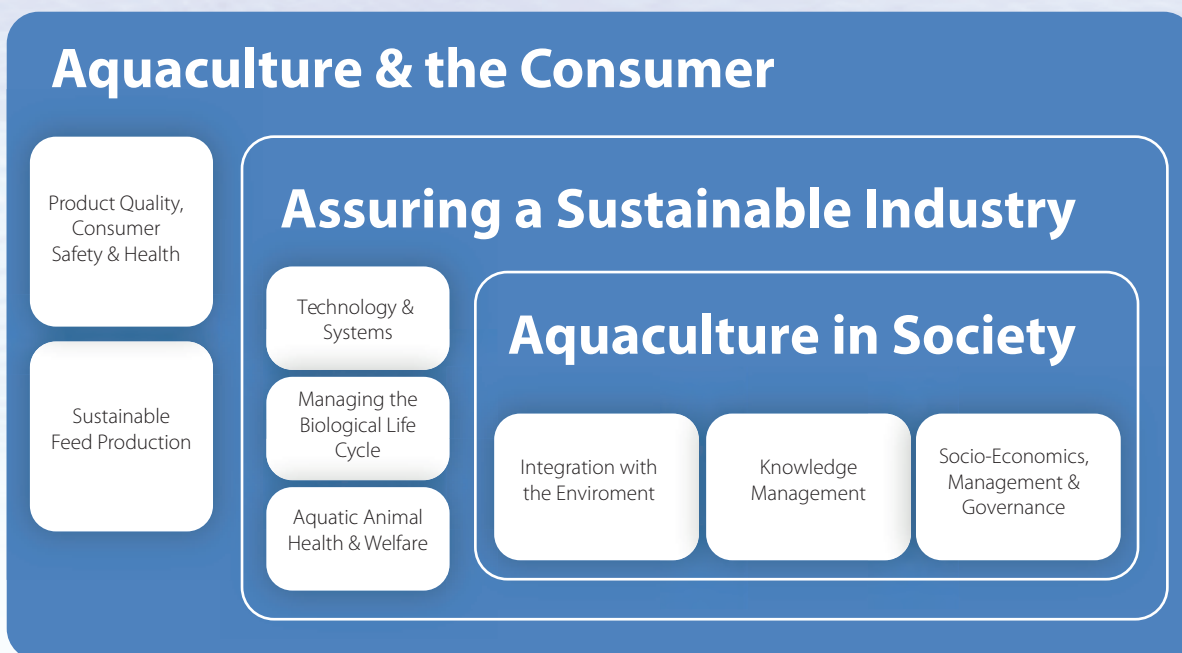 Aquaculture & the Consumer
Product Quality,
Consumer
Safety & Health
Sustainable
Feed Production
Assuring a Sustainable Industry
Technology &
Systems
Managing the
Biological Life
Cycle
Aquatic Animal
Health & Welfare
Aquaculture in Society
Integration with
the Enviroment
Knowledge
Management
Socio-Economics,
Management &
Governance